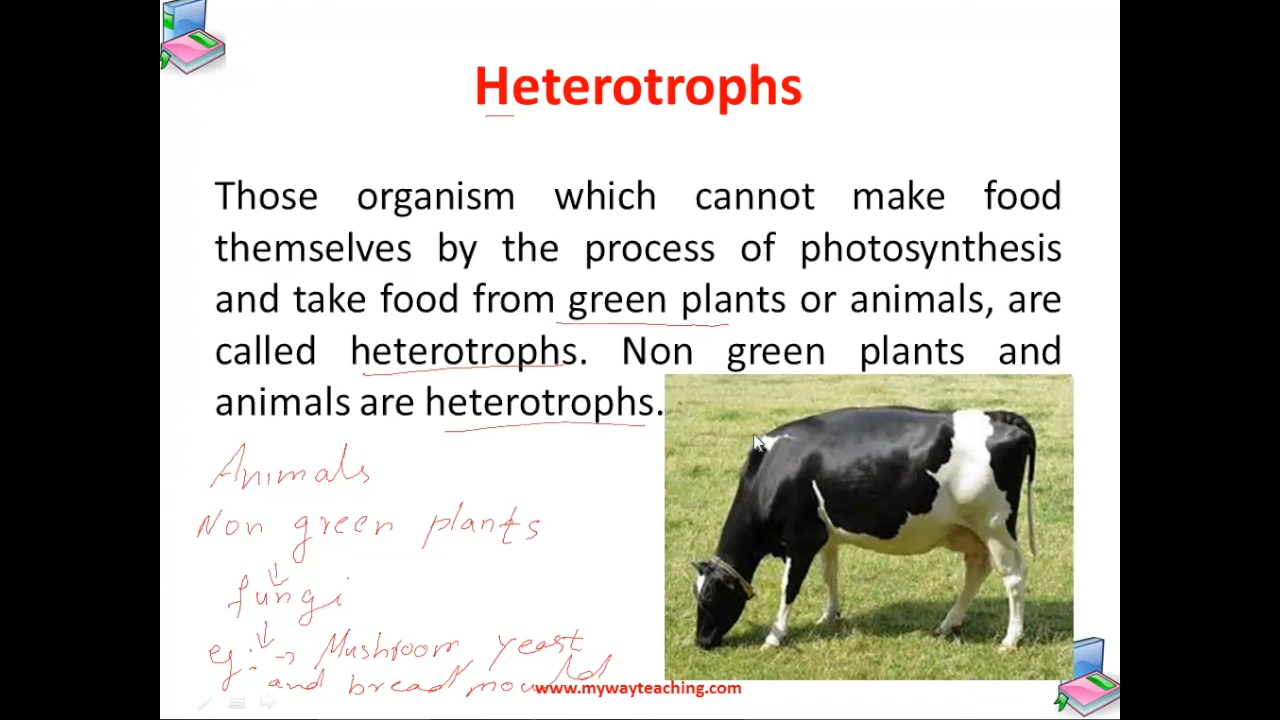 Heterotrophs
Those organism which cannot make food
themselves by the process of photosynthesis
and take food from green plants or animals, are
called heterotrophs. Non green plants and
animals are heterotrophs.
Animals
Non green plants
fungi
eg:- → Mushroom yeast
and bread mould
www.mywayteaching.com